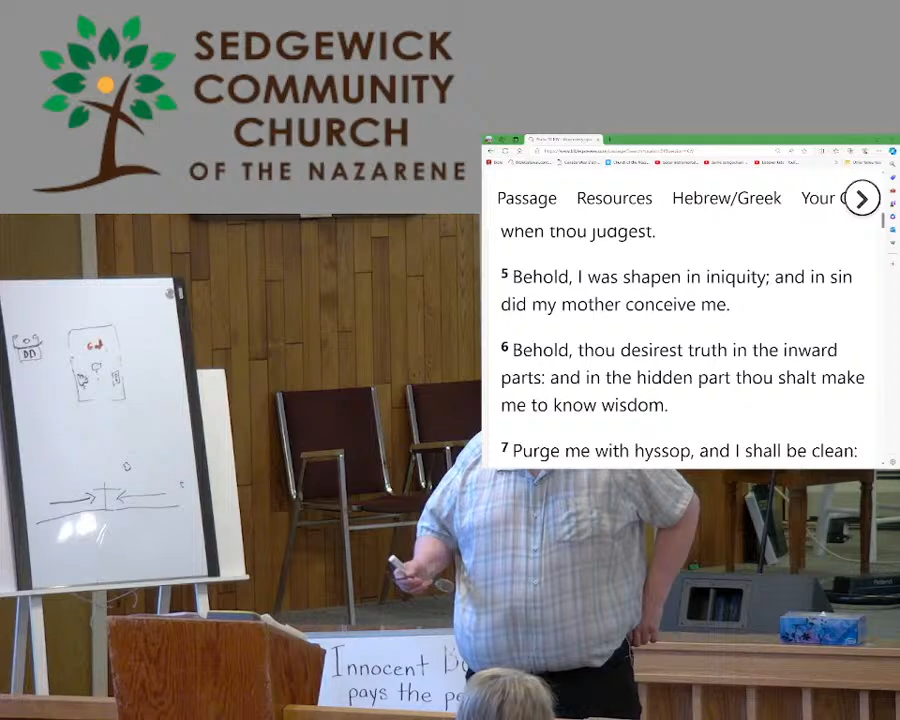 SEDGEWICK
COMMUNITY
CHURCH
OF THE NAZARENE
Passage Resources Hebrew/Greek Your
when thou judgest.
5 Behold, I was shapen in iniquity; and in sin
did my mother conceive me.
6 Behold, thou desirest truth in the inward
parts: and in the hidden part thou shalt make
me to know wisdom.
7 Purge me with hyssop, and I shall be clean:
God
Innocent
pays the
Roland